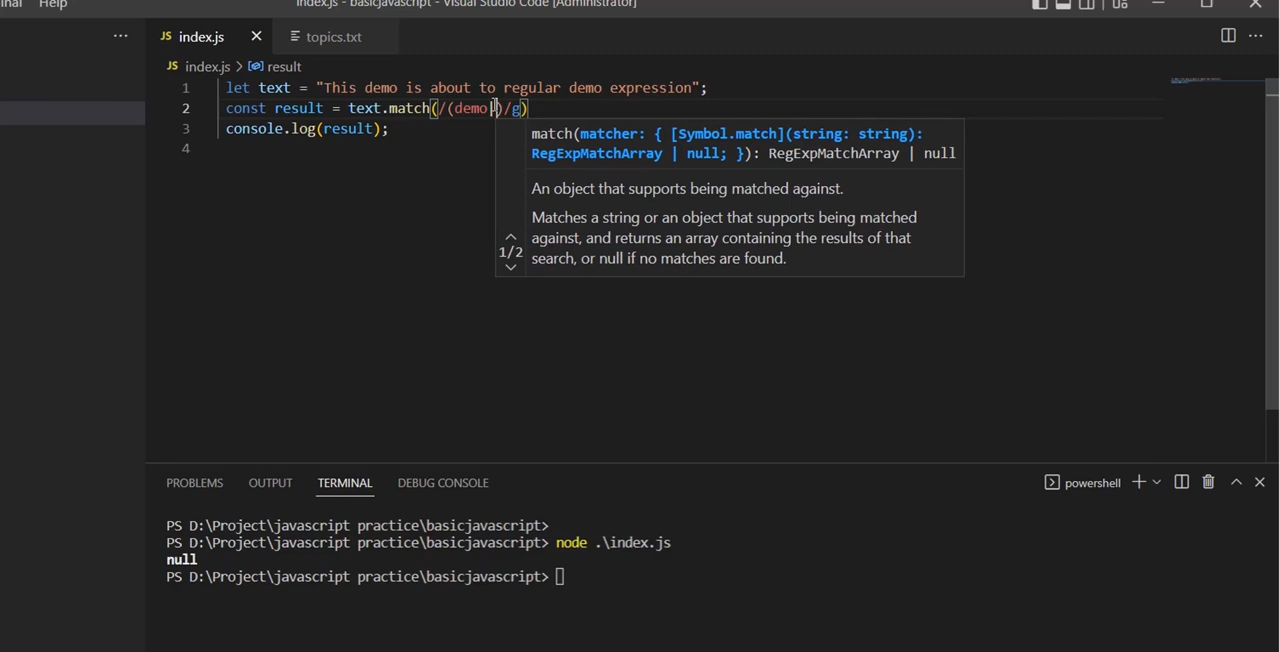 Help
index.js - basicjavascript - Visual Studio Code [Administrator]
JS index.js
topics.txt
JS index.js > result
1 let text = "This demo is about to regular demo expression";
2 const result = text.match(/(demo|)/g)
3 console.log(result);
4
match(matcher: { [Symbol.match](string: string):
RegExpMatchArray | null; }): RegExpMatchArray | null
An object that supports being matched against.
Matches a string or an object that supports being matched
against, and returns an array containing the results of that
search, or null if no matches are found.
1/2
PROBLEMS OUTPUT TERMINAL DEBUG CONSOLE
powershell
PS D:\Project\javascript practice\basicjavascript>
PS D:\Project\javascript practice\basicjavascript> node .\index.js
null
PS D:\Project\javascript practice\basicjavascript>